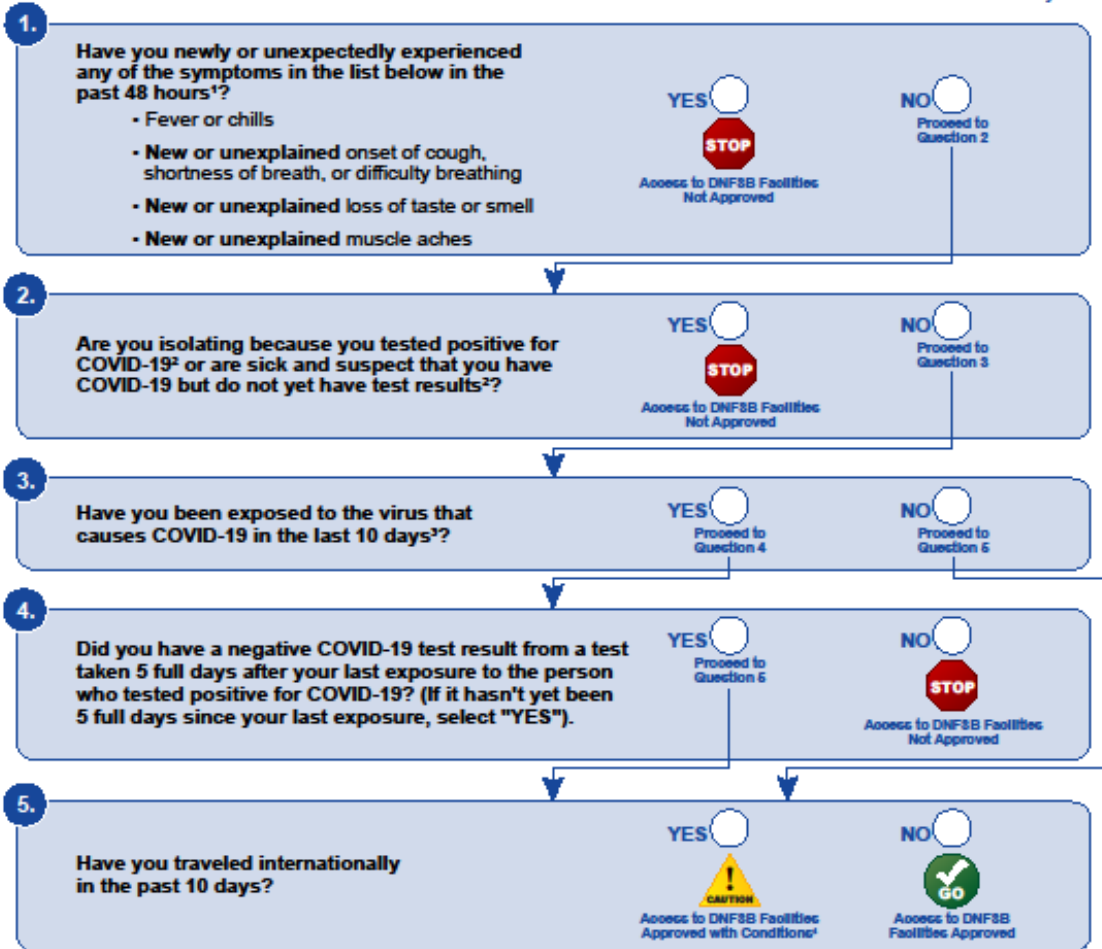 1.
Have you newly or unexpectedly experienced
any of the symptoms in the list below in the
past 48 hours¹?
• Fever or chills
• New or unexplained onset of cough,
shortness of breath, or difficulty breathing
• New or unexplained loss of taste or smell
• New or unexplained muscle aches
YES
STOP
Access to DNFSB Facilities
Not Approved
NO
Proceed to
Question 2
2.
Are you isolating because you tested positive for
COVID-19² or are sick and suspect that you have
COVID-19 but do not yet have test results²?
YES
STOP
Access to DNFSB Facilities
Not Approved
NO
Proceed to
Question 3
3.
Have you been exposed to the virus that
causes COVID-19 in the last 10 days³?
YES
Proceed to
Question 4
NO
Proceed to
Question 5
4.
Did you have a negative COVID-19 test result from a test
taken 5 full days after your last exposure to the person
who tested positive for COVID-19? (If it hasn't yet been
5 full days since your last exposure, select "YES").
YES
Proceed to
Question 5
NO
STOP
Access to DNFSB Facilities
Not Approved
5.
Have you traveled internationally
in the past 10 days?
YES
!
CAUTION
Access to DNFSB Facilities
Approved with Conditions⁴
NO
GO
Access to DNFSB
Facilities Approved